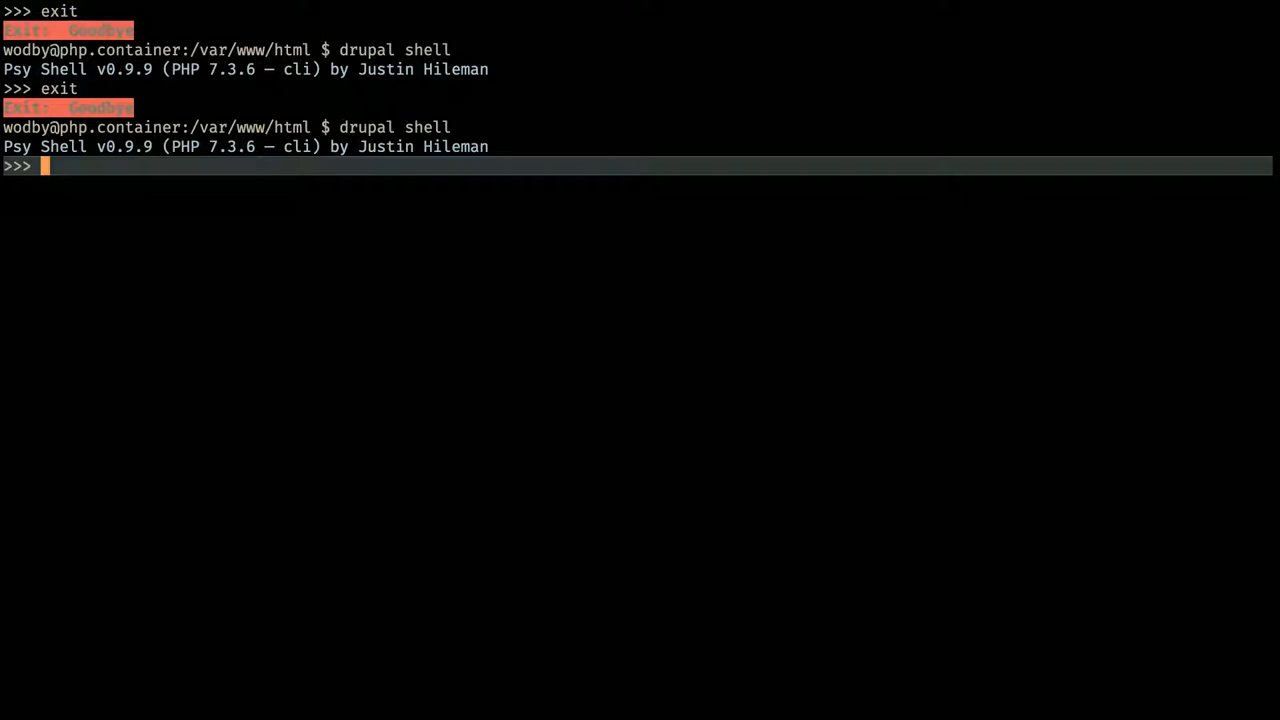 >>> exit
Exit:  Goodbye
wodby@php.container:/var/www/html $ drupal shell
Psy Shell v0.9.9 (PHP 7.3.6 — cli) by Justin Hileman
>>> exit
Exit:  Goodbye
wodby@php.container:/var/www/html $ drupal shell
Psy Shell v0.9.9 (PHP 7.3.6 — cli) by Justin Hileman
>>>